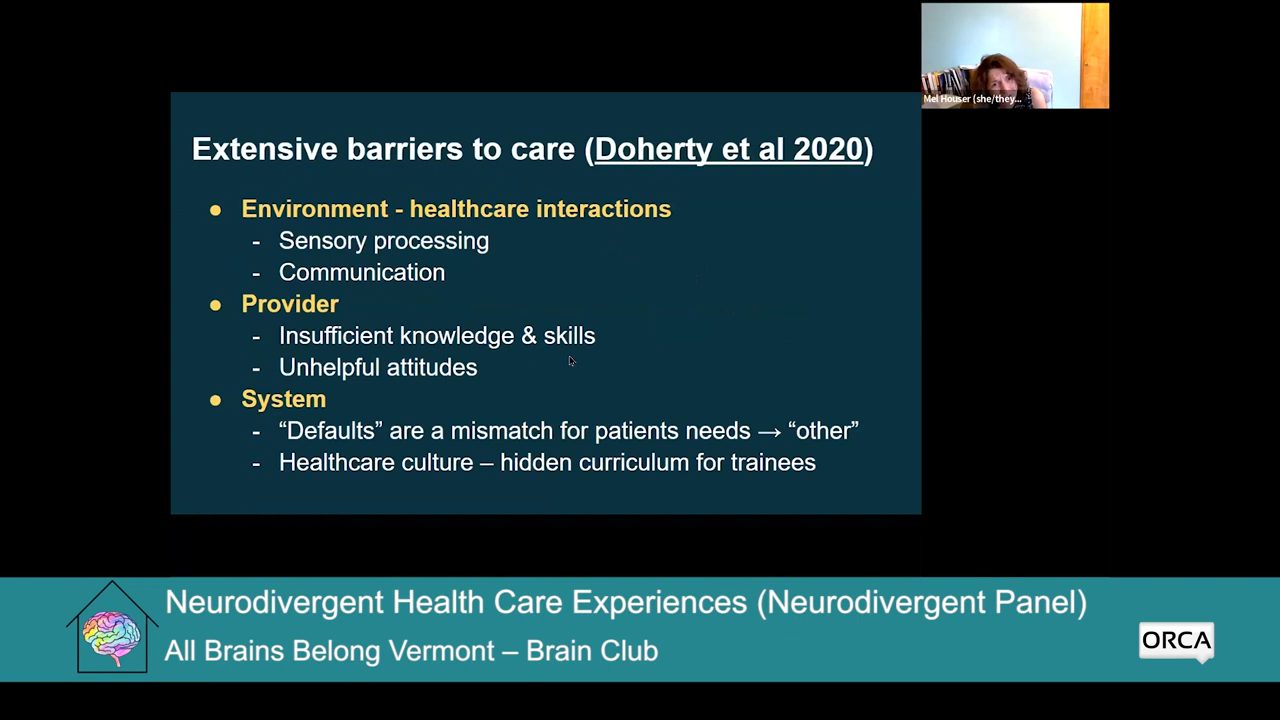 Mel Houser (she/they...
Extensive barriers to care (Doherty et al 2020)
● Environment - healthcare interactions
- Sensory processing
- Communication
● Provider
- Insufficient knowledge & skills
- Unhelpful attitudes
● System
- “Defaults” are a mismatch for patients needs → “other”
- Healthcare culture – hidden curriculum for trainees
Neurodivergent Health Care Experiences (Neurodivergent Panel)
All Brains Belong Vermont – Brain Club
ORCA